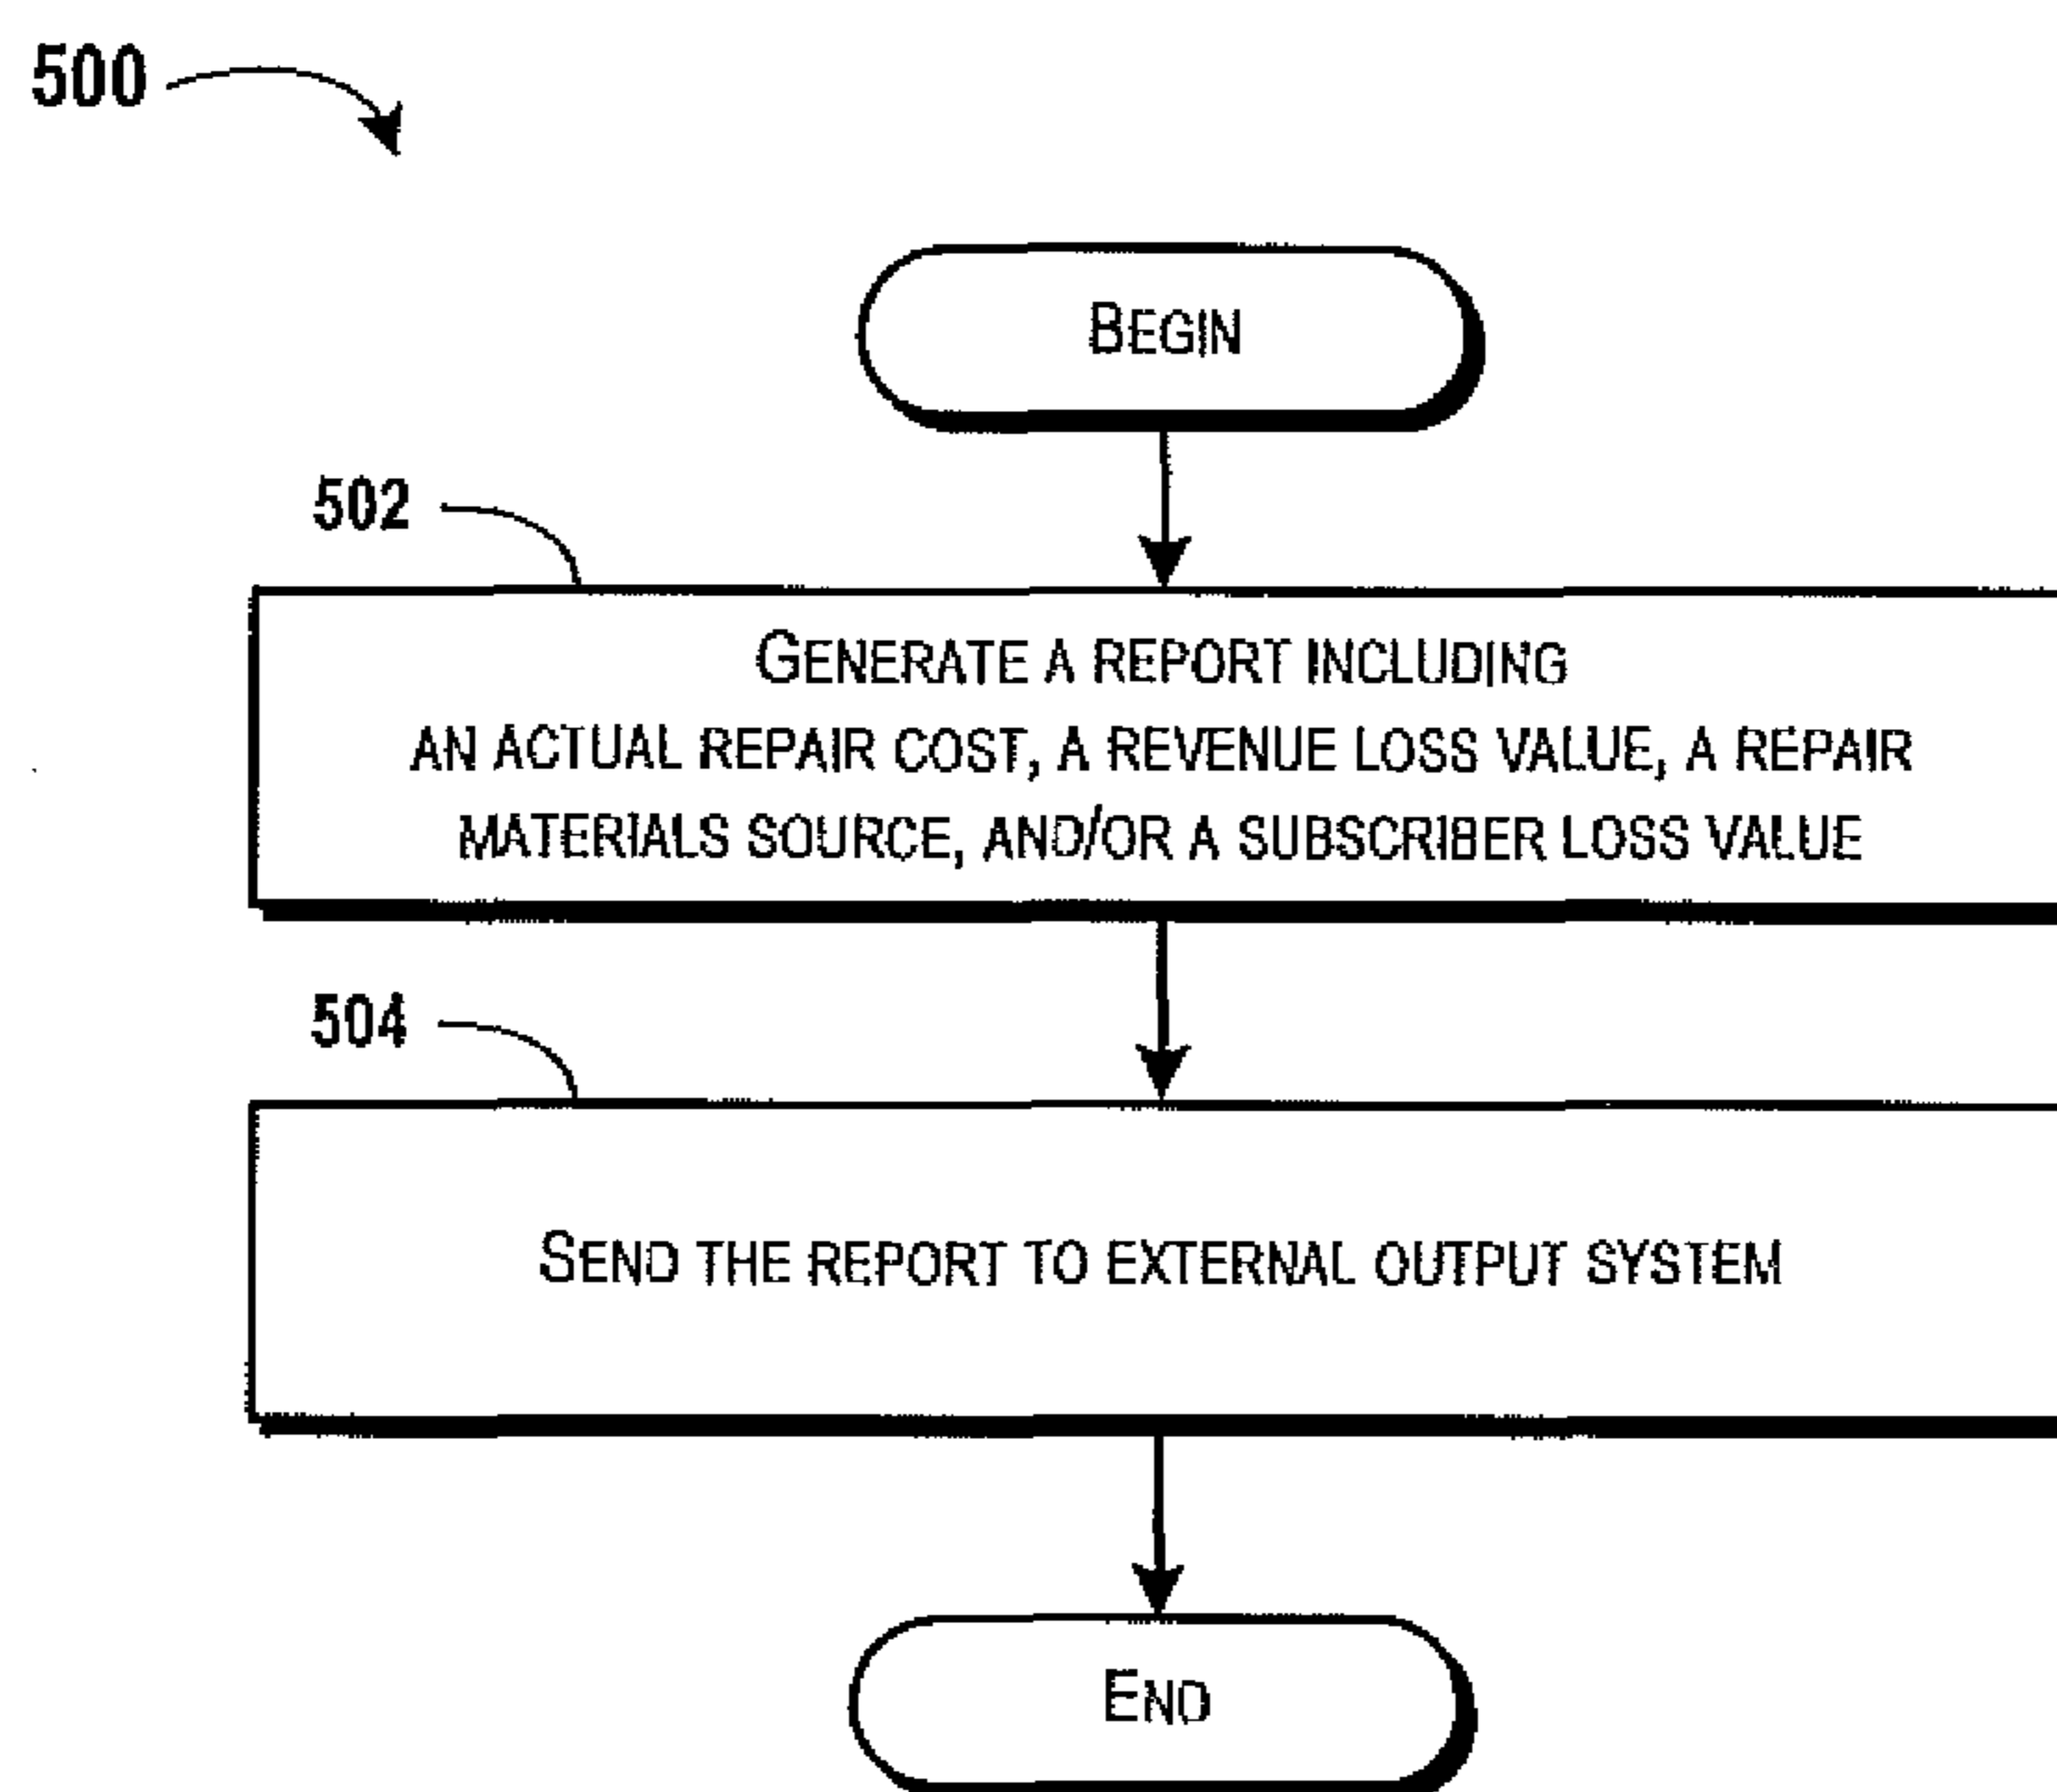 500
BEGIN
502
GENERATE A REPORT INCLUDING
AN ACTUAL REPAIR COST, A REVENUE LOSS VALUE, A REPAIR
MATERIALS SOURCE, AND/OR A SUBSCRIBER LOSS VALUE
504
SEND THE REPORT TO EXTERNAL OUTPUT SYSTEM
END